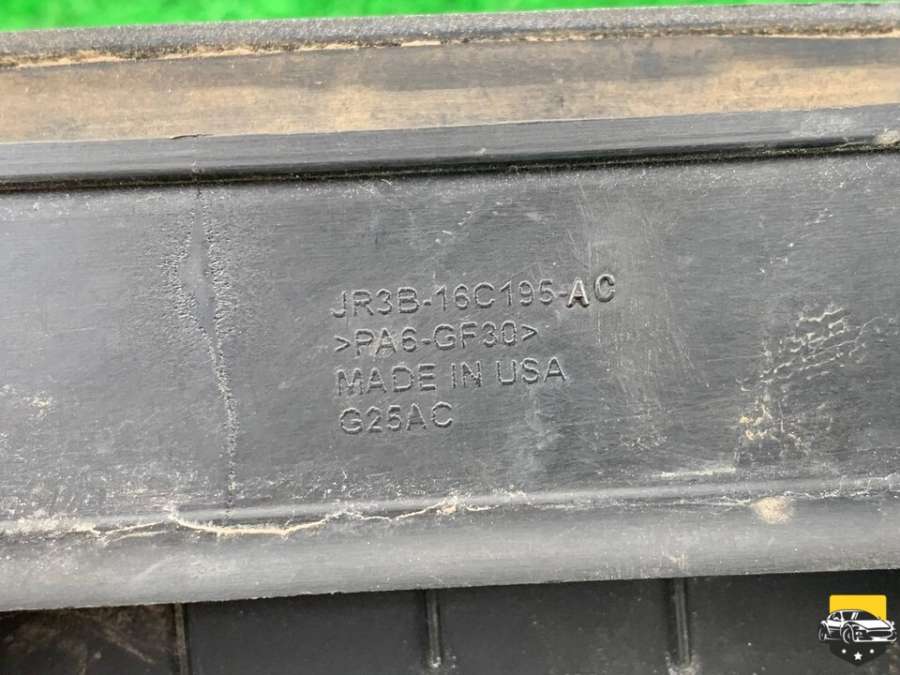 JR3B-16C195-AC
>PA6-GF30>
MADE IN USA
G25AC